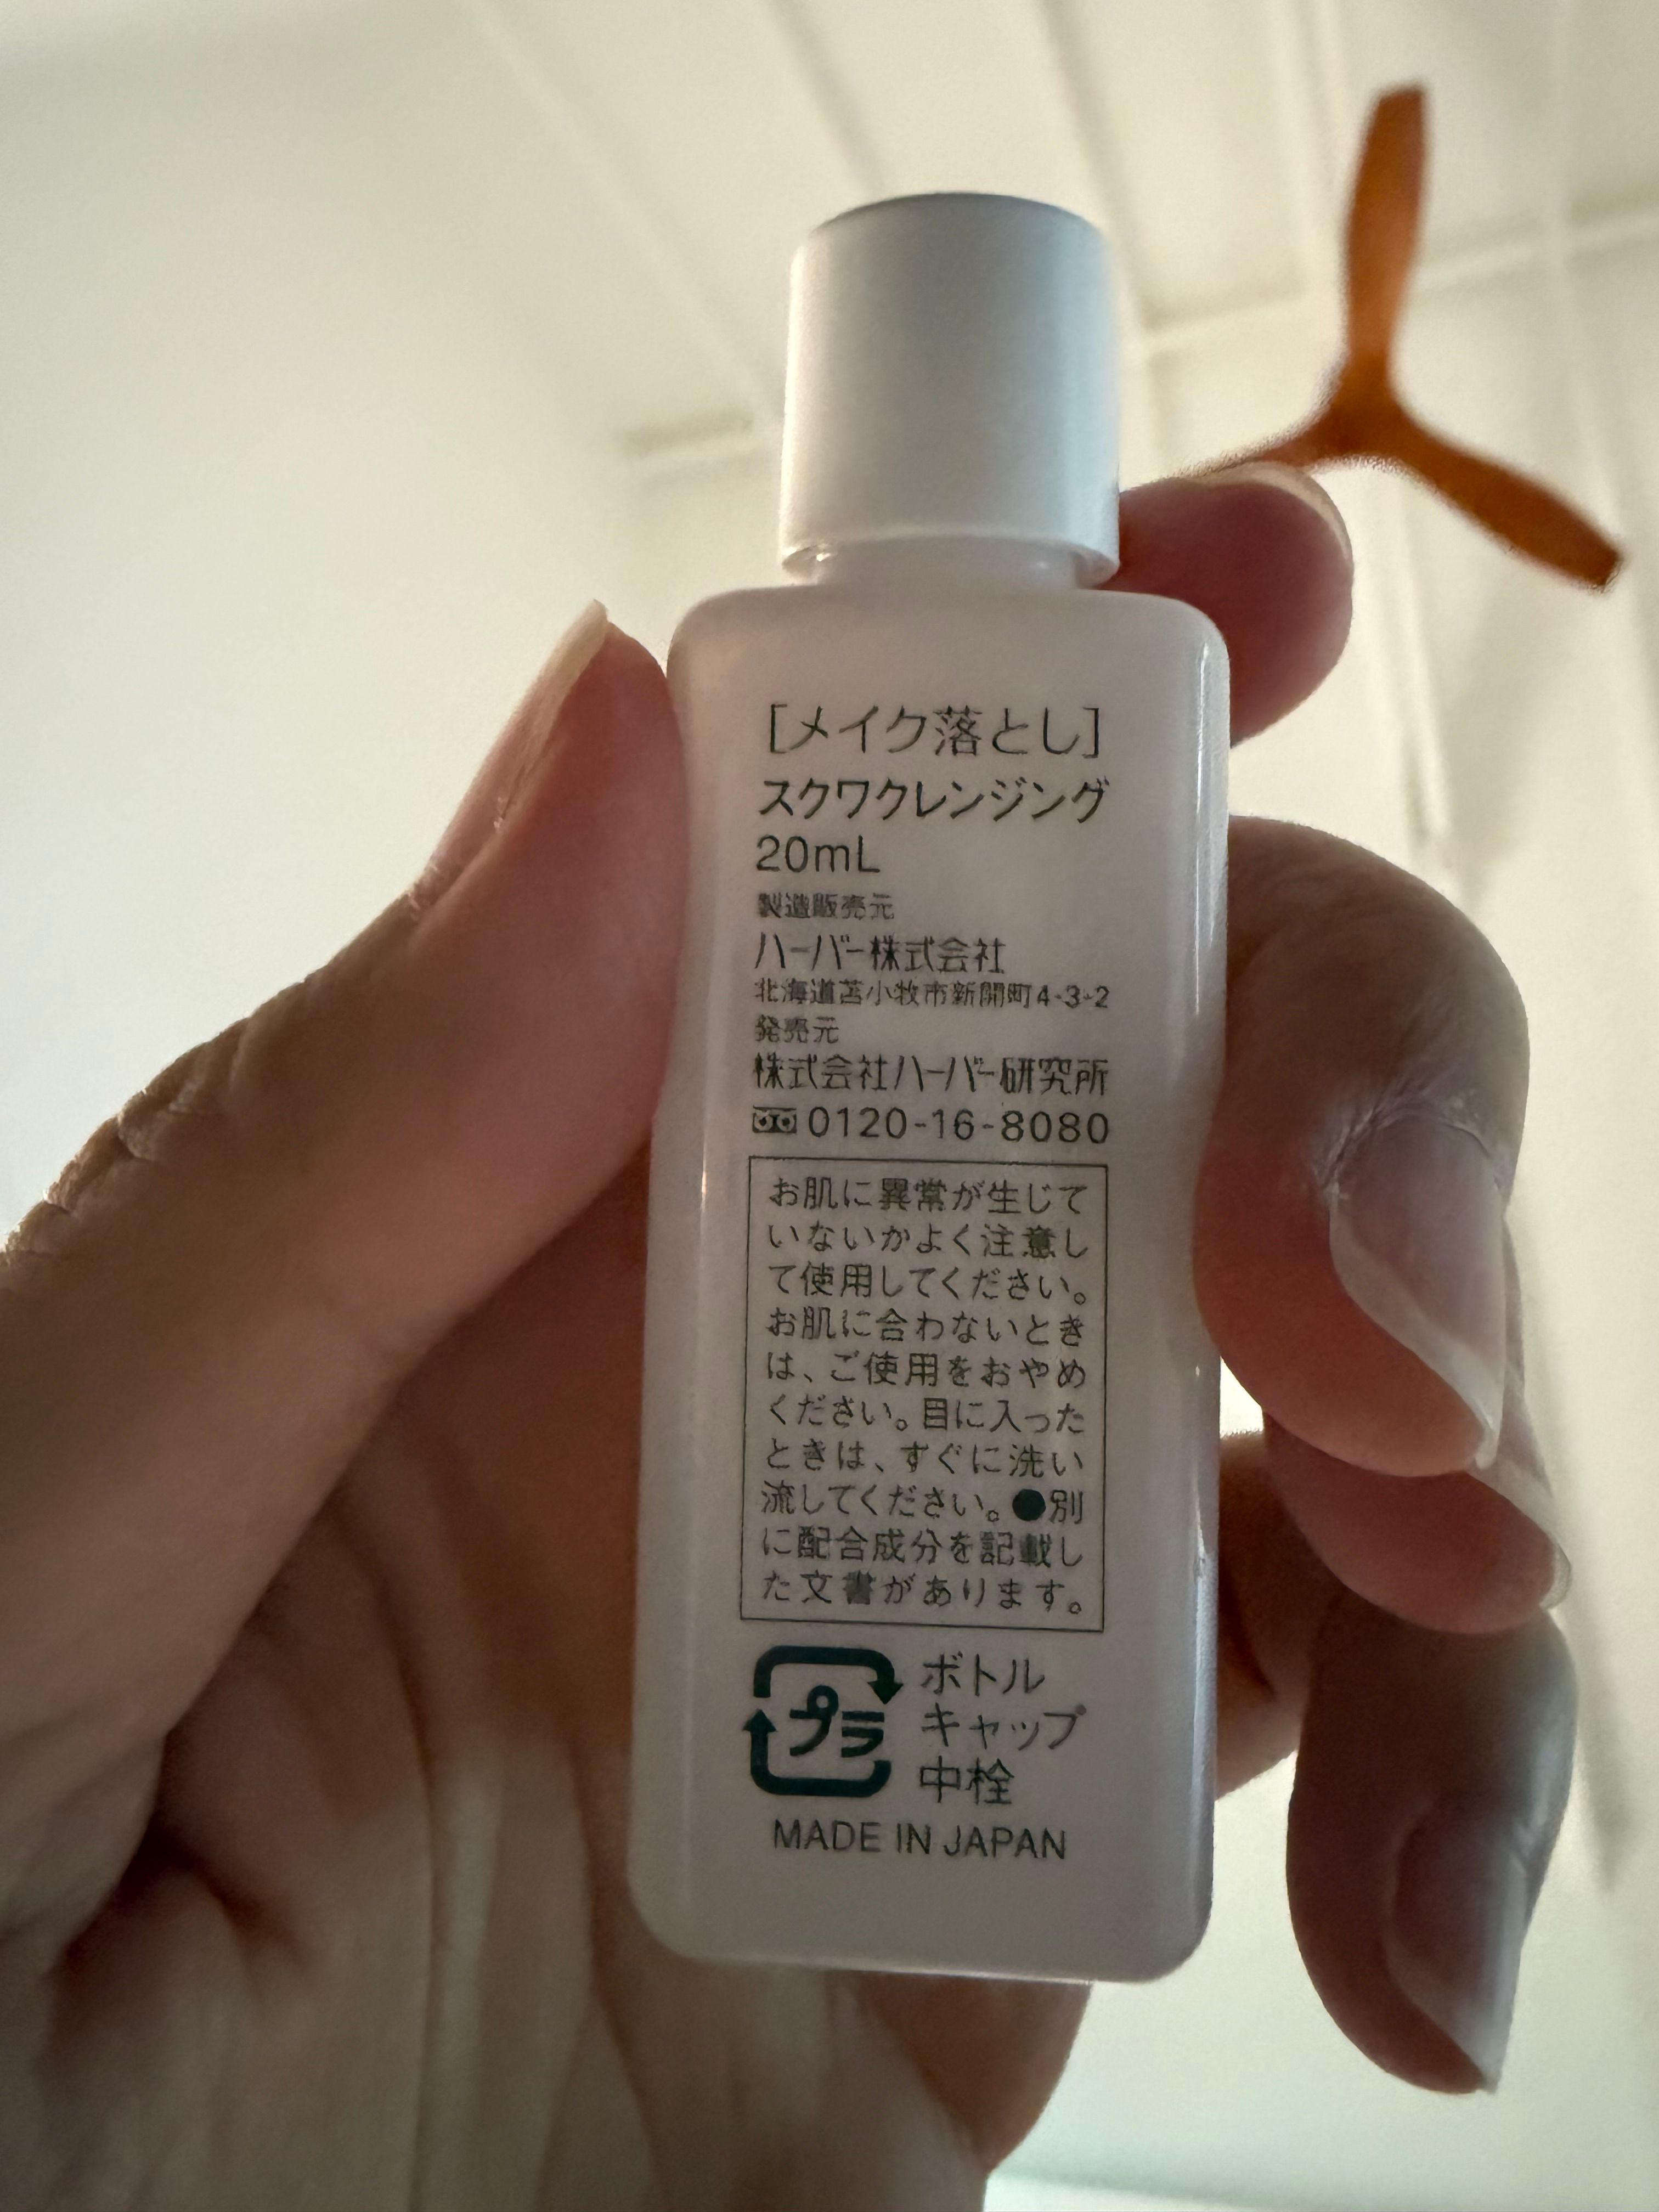 [メイク落とし]
スクワクレンジング
20mL
製造販売元
ハーバー株式会社
北海道苫小牧市新開町4-3-2
発売元
株式会社ハーバー研究所
0120-16-8080
お肌に異常が生じて
いないかよく注意し
て使用してください。
お肌に合わないとき
は、ご使用をおやめ
ください。目に入った
ときは、すぐに洗い
流してください。●別
に配合成分を記載し
た文書があります。
プラ
ボトル
キャップ
中栓
MADE IN JAPAN